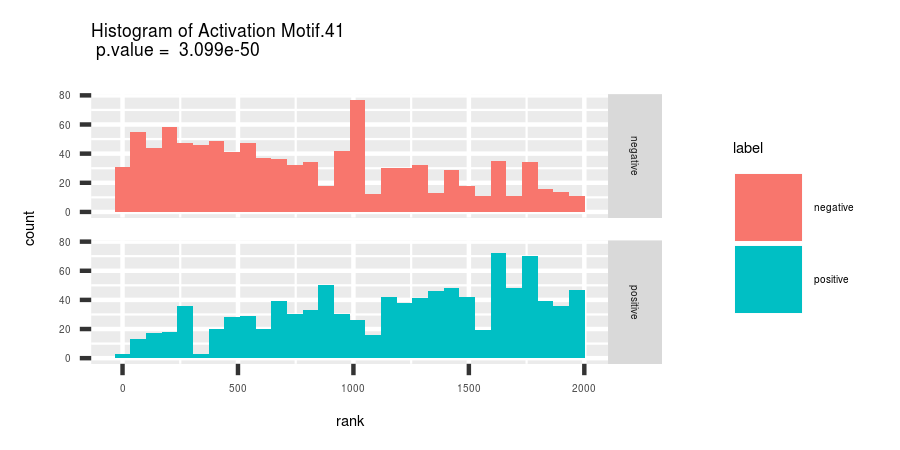 Histogram of Activation Motif.41
p.value = 3.099e-50
count
80
60
40
20
0
negative
80
60
40
20
0
positive
0 500 1000 1500 2000
rank
label
negative
positive